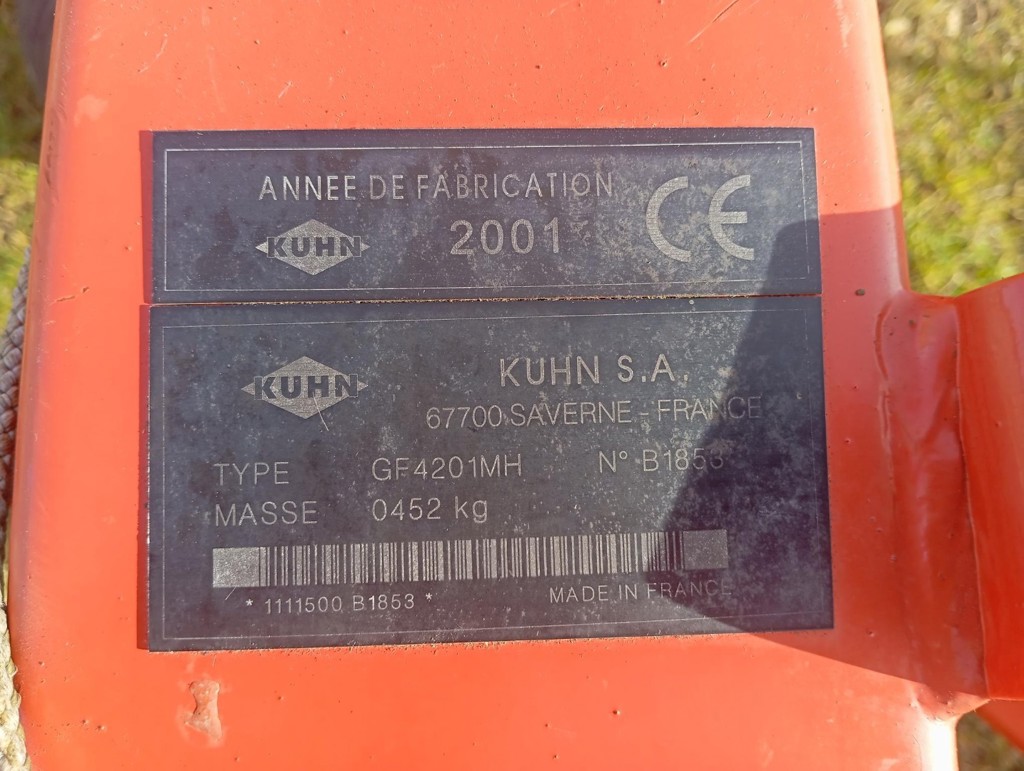 ANNEE DE FABRICATION
KUHN
2001
CE
KUHN
KUHN S.A.
67700 SAVERNE - FRANCE
TYPE GF4201MH N° B1853
MASSE 0452 kg
* 1111500 B1853 *
MADE IN FRANCE